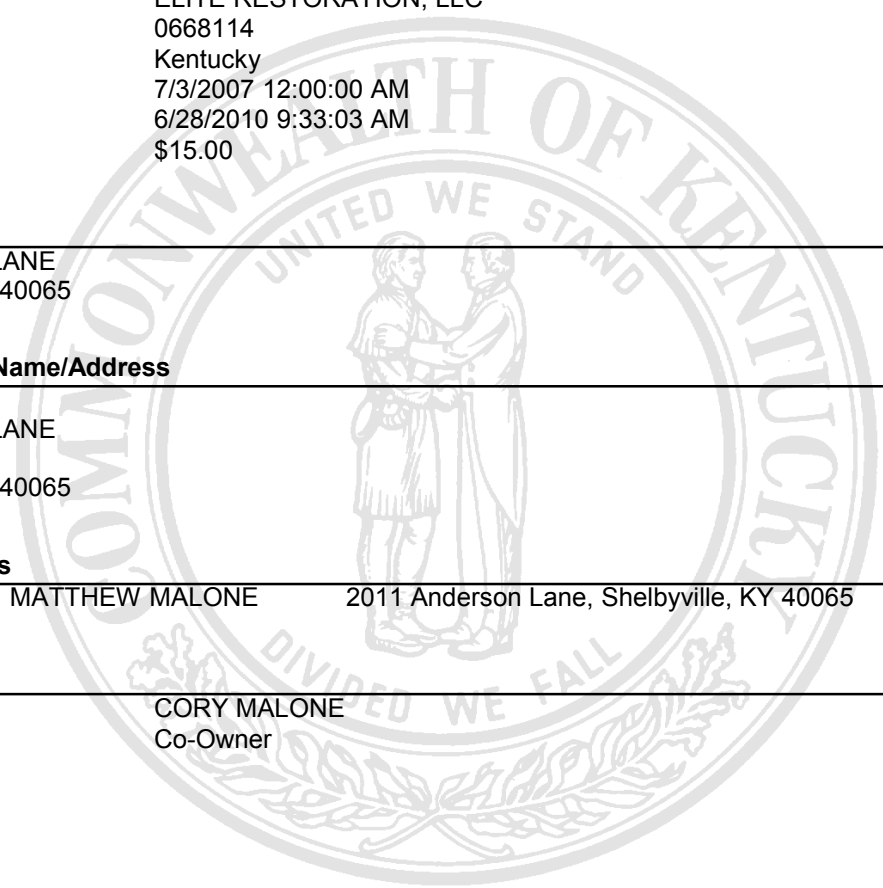 ELITE RESTORATION, LLC
0668114
Kentucky
7/3/2007 12:00:00 AM
6/28/2010 9:33:03 AM
$15.00
LANE
40065
Name/Address
LANE
40065
s
MATTHEW MALONE 2011 Anderson Lane, Shelbyville, KY 40065
CORY MALONE
Co-Owner
COMMONWEALTH OF KENTUCKY
UNITED WE STAND
DIVIDED WE FALL